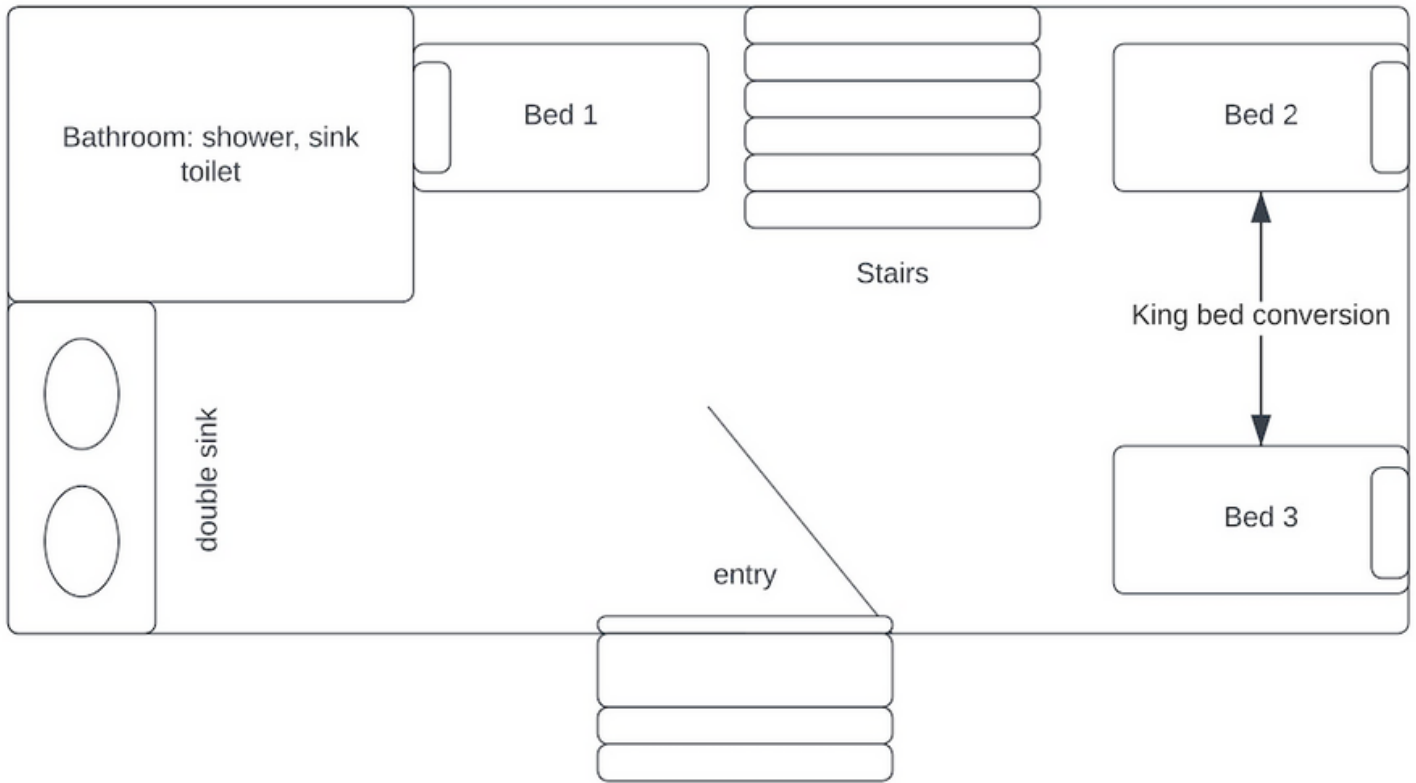 Bathroom: shower, sink
toilet
Bed 1
Bed 2
Stairs
King bed conversion
double sink
Bed 3
entry